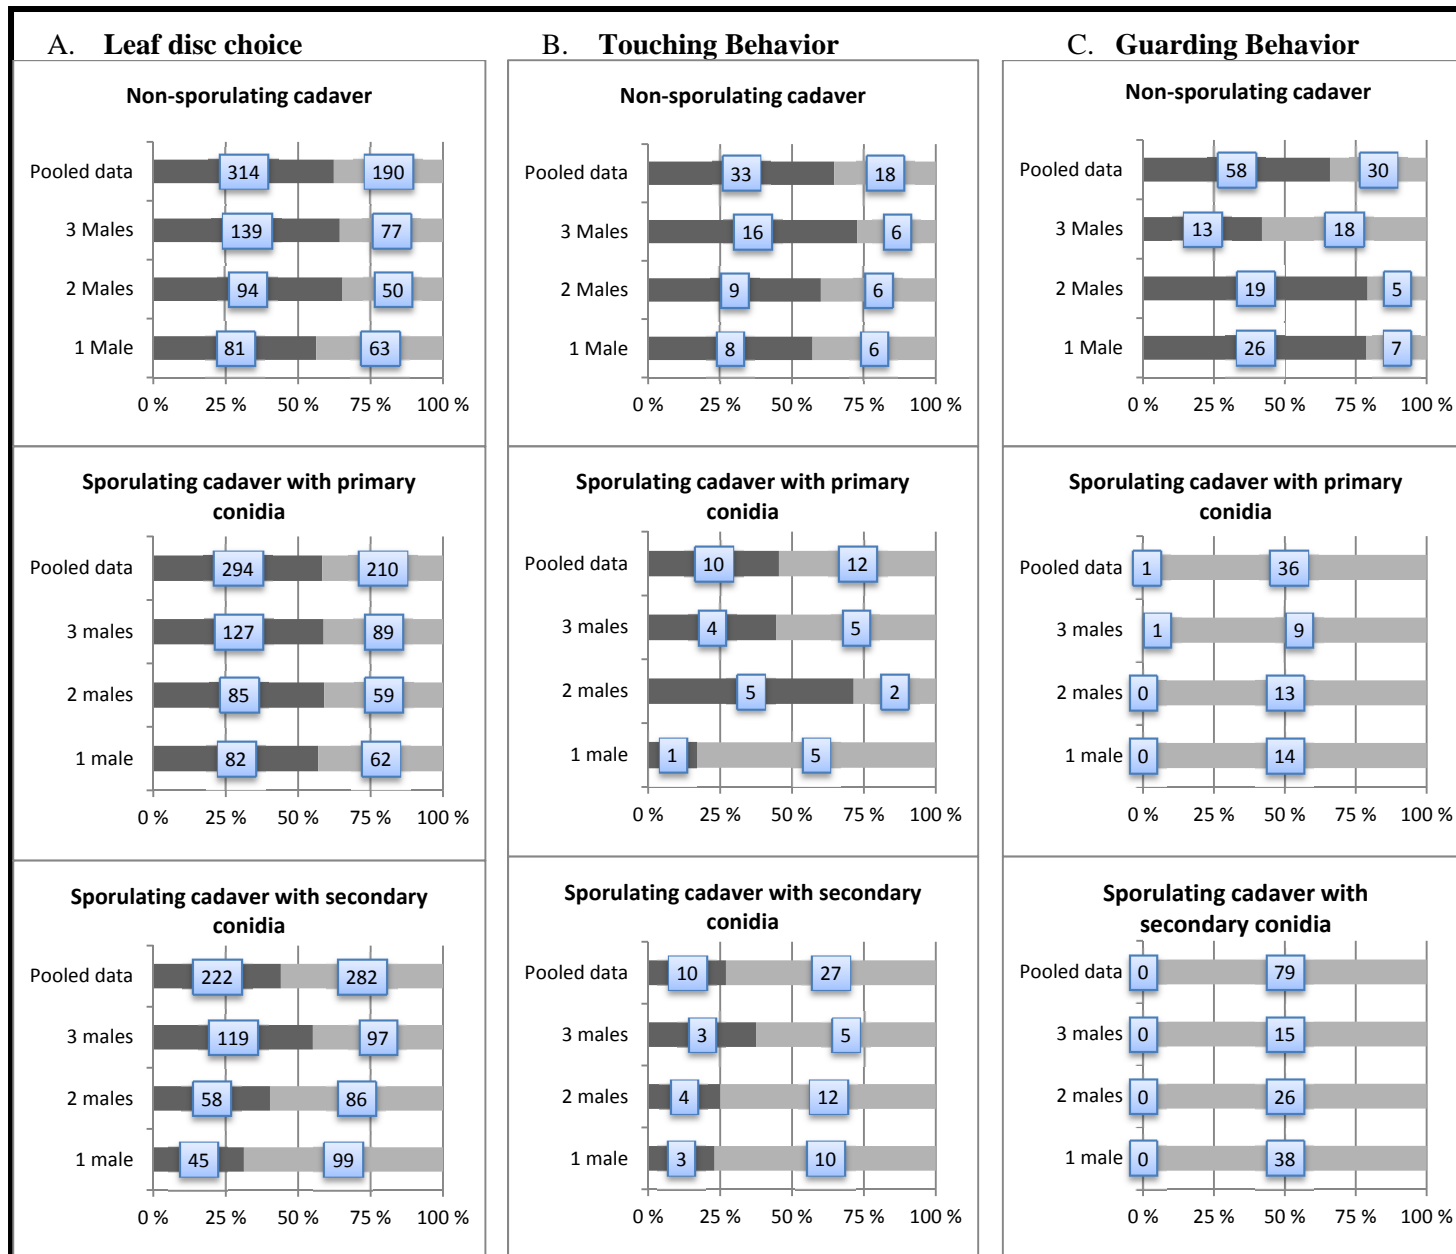 A. Leaf disc choice
Non-sporulating cadaver
Pooled data 314 190
3 Males 139 77
2 Males 94 50
1 Male 81 63
0 % 25 % 50 % 75 % 100 %
Sporulating cadaver with primary
conidia
Pooled data 294 210
3 males 127 89
2 males 85 59
1 male 82 62
0 % 25 % 50 % 75 % 100 %
Sporulating cadaver with secondary
conidia
Pooled data 222 282
3 males 119 97
2 males 58 86
1 male 45 99
0 % 25 % 50 % 75 % 100 %
B. Touching Behavior
Non-sporulating cadaver
Pooled data 33 18
3 Males 16 6
2 Males 9 6
1 Male 8 6
0 % 25 % 50 % 75 % 100 %
Sporulating cadaver with primary
conidia
Pooled data 10 12
3 males 4 5
2 males 5 2
1 male 1 5
0 % 25 % 50 % 75 % 100 %
Sporulating cadaver with secondary
conidia
Pooled data 10 27
3 males 3 5
2 males 4 12
1 male 3 10
0 % 25 % 50 % 75 % 100 %
C. Guarding Behavior
Non-sporulating cadaver
Pooled data 58 30
3 Males 13 18
2 Males 19 5
1 Male 26 7
0 % 25 % 50 % 75 % 100 %
Sporulating cadaver with primary
conidia
Pooled data 1 36
3 males 1 9
2 males 0 13
1 male 0 14
0 % 25 % 50 % 75 % 100 %
Sporulating cadaver with
secondary conidia
Pooled data 0 79
3 males 0 15
2 males 0 26
1 male 0 38
0 % 25 % 50 % 75 % 100 %